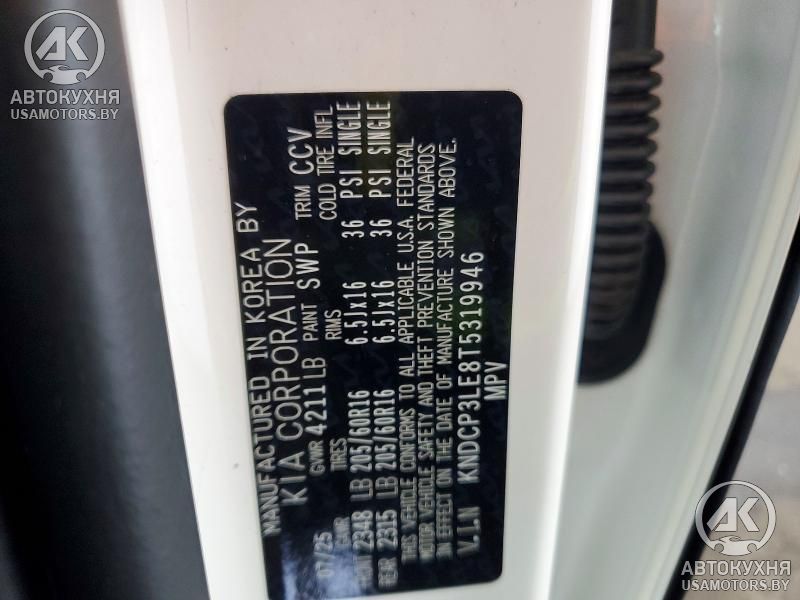 MANUFACTURED IN KOREA BY
KIA CORPORATION
07/25 GVWR 4211LB PAINT SWP TRIM CCV
GAWR TIRES RIMS COLD TIRE INFL
FRONT 2348 LB 205/60R16 6.5Jx16 36 PSI SINGLE
REAR 2315 LB 205/60R16 6.5Jx16 36 PSI SINGLE
THIS VEHICLE CONFORMS TO ALL APPLICABLE U.S.A. FEDERAL
MOTOR VEHICLE SAFETY AND THEFT PREVENTION STANDARDS
IN EFFECT ON THE DATE OF MANUFACTURE SHOWN ABOVE.
V.I.N KNDCP3LE8T5319946
MPV
AK
АВТОКУХНЯ
USAMOTORS.BY
AK
АВТОКУХНЯ
USAMOTORS.BY